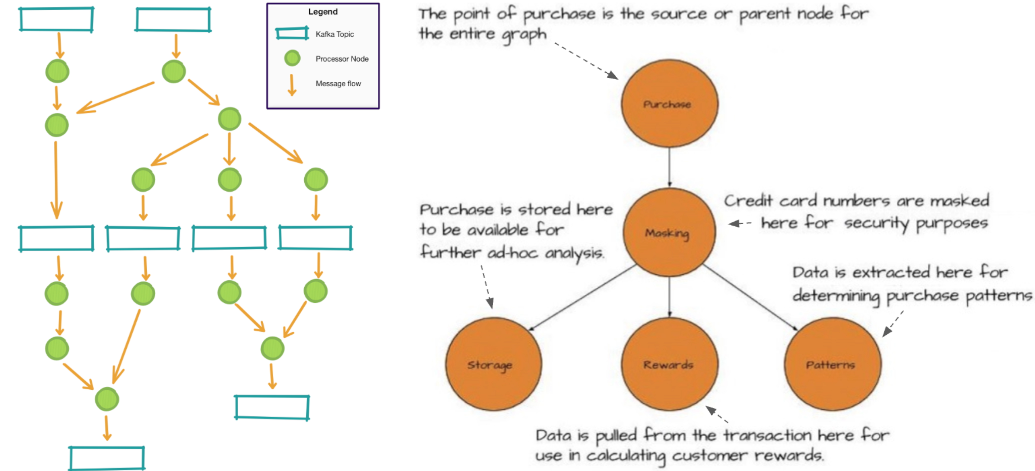 Legend
Kafka Topic
Processor Node
Message flow
The point of purchase is the source or parent node for
the entire graph
Purchase
Purchase is stored here
to be available for
further ad-hoc analysis.
Masking
Credit card numbers are masked
here for security purposes
Data is extracted here for
determining purchase patterns
Storage
Rewards
Patterns
Data is pulled from the transaction here for
use in calculating customer rewards.